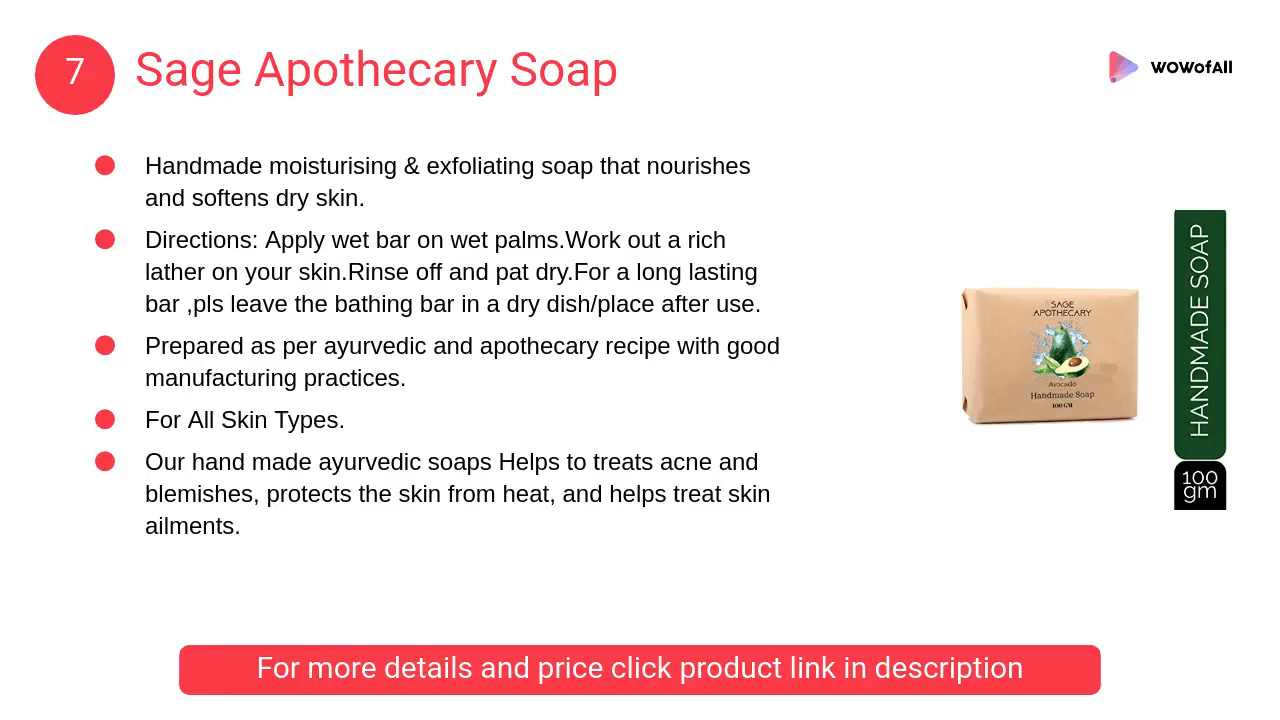 7
Sage Apothecary Soap
WOWofAll
Handmade moisturising & exfoliating soap that nourishes
and softens dry skin.
Directions: Apply wet bar on wet palms.Work out a rich
lather on your skin.Rinse off and pat dry.For a long lasting
bar ,pls leave the bathing bar in a dry dish/place after use.
Prepared as per ayurvedic and apothecary recipe with good
manufacturing practices.
For All Skin Types.
Our hand made ayurvedic soaps Helps to treats acne and
blemishes, protects the skin from heat, and helps treat skin
ailments.
SAGE
APOTHECARY
Avocado
Handmade Soap
100 GM
HANDMADE SOAP
100
gm
For more details and price click product link in description